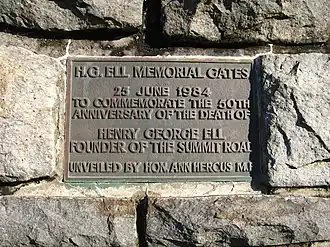 H.G. ELL MEMORIAL GATES
25 JUNE 1984
TO COMMEMORATE THE 50TH
ANNIVERSARY OF THE DEATH OF
HENRY GEORGE ELL
FOUNDER OF THE SUMMIT ROAD
UNVEILED BY HON. ANN HERCUS M.P.